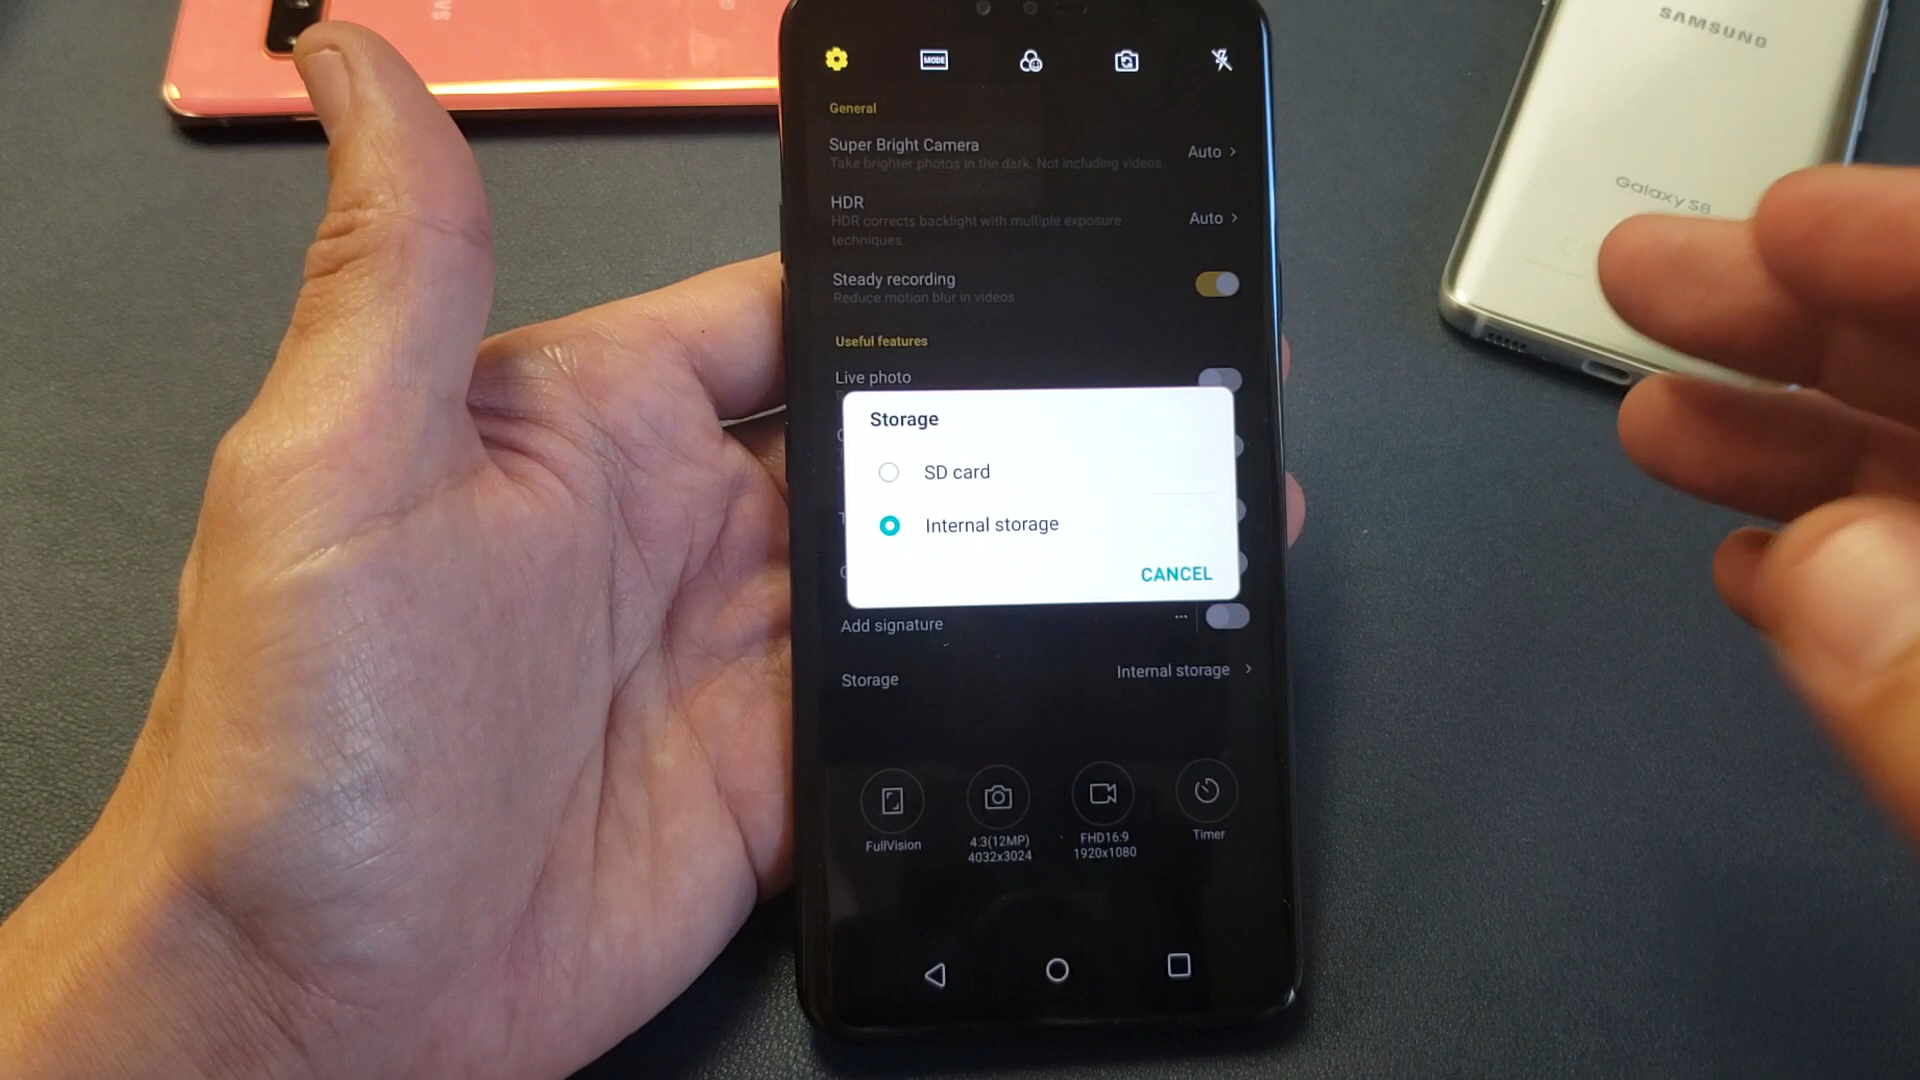 SAMSUNG
Galaxy S8
MODE
General
Super Bright Camera
Take brighter photos in the dark. Not including videos.
Auto >
HDR
HDR corrects backlight with multiple exposure
techniques.
Auto >
Steady recording
Reduce motion blur in videos
Useful features
Live photo
Storage
SD card
Internal storage
CANCEL
Add signature
...
Storage
Internal storage >
FullVision
4:3(12MP)
4032x3024
FHD16:9
1920x1080
Timer